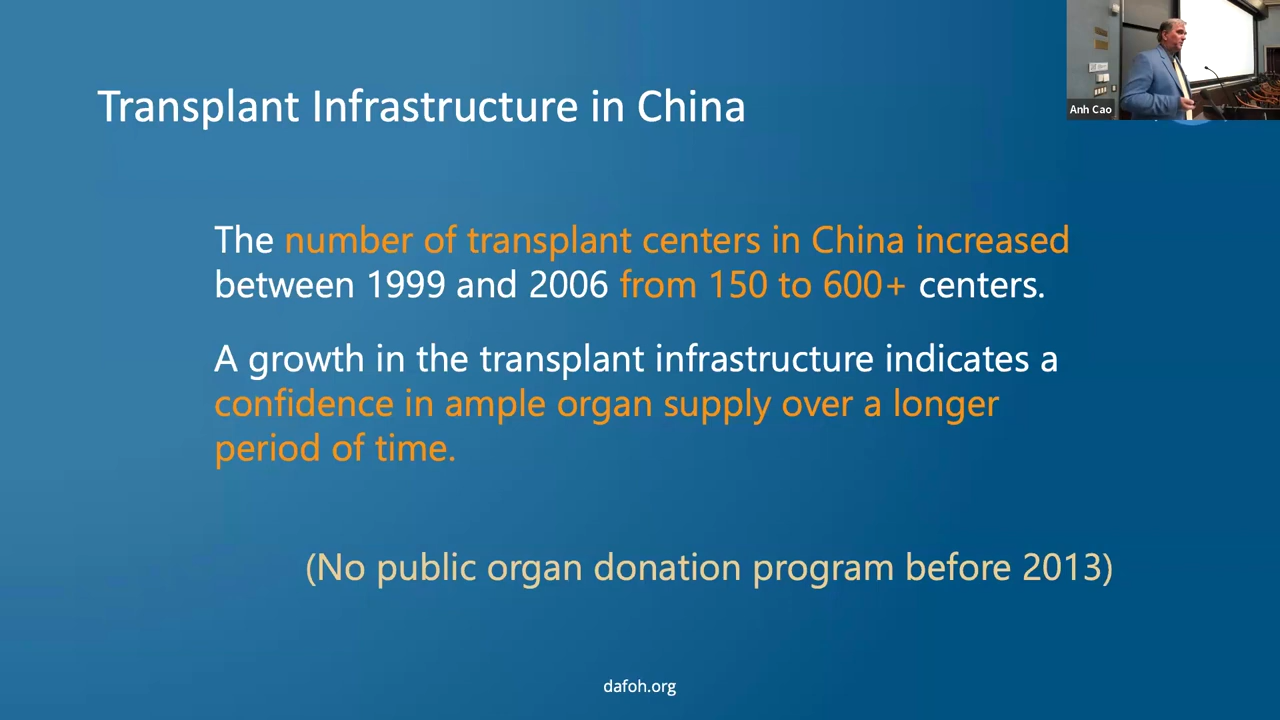 Transplant Infrastructure in China
Anh Cao
The number of transplant centers in China increased
between 1999 and 2006 from 150 to 600+ centers.
A growth in the transplant infrastructure indicates a
confidence in ample organ supply over a longer
period of time.
(No public organ donation program before 2013)
dafoh.org